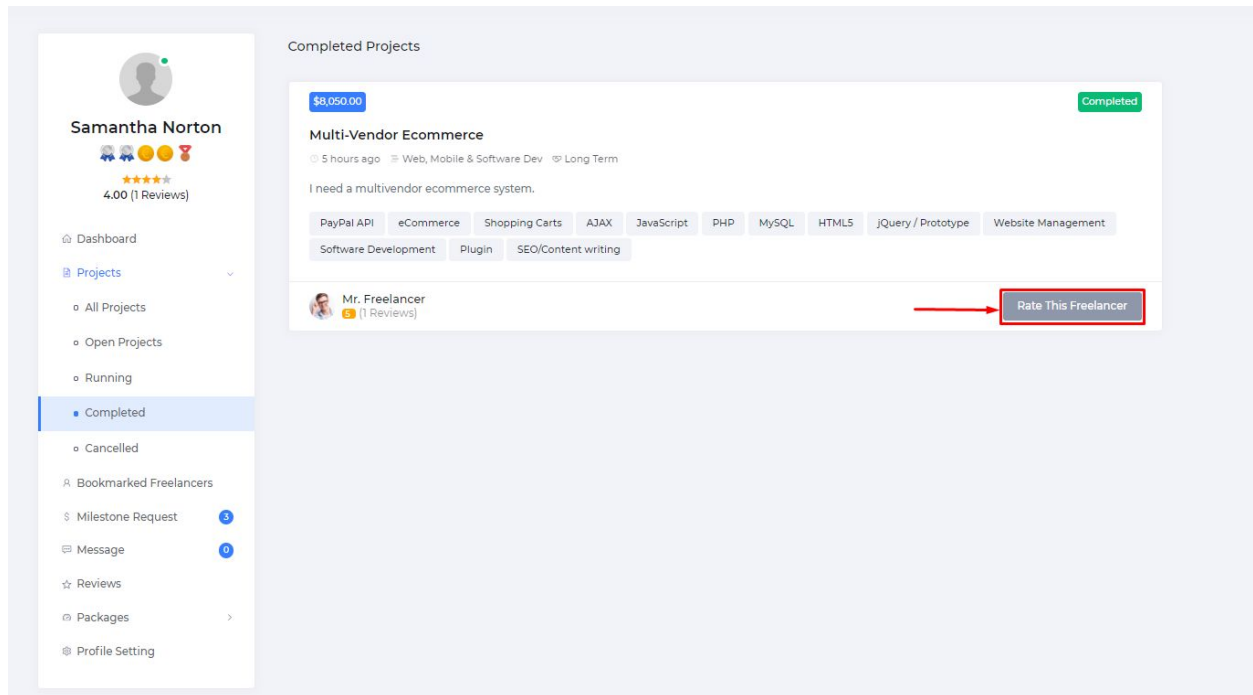 Samantha Norton
4.00 (1 Reviews)
Dashboard
Projects
All Projects
Open Projects
Running
Completed
Cancelled
Bookmarked Freelancers
Milestone Request 3
Message 0
Reviews
Packages
Profile Setting
Completed Projects
$8,050.00 Completed
Multi-Vendor Ecommerce
5 hours ago Web, Mobile & Software Dev Long Term
I need a multivendor ecommerce system.
PayPal API eCommerce Shopping Carts AJAX JavaScript PHP MySQL HTML5 jQuery / Prototype Website Management
Software Development Plugin SEO/Content writing
Mr. Freelancer
5 (1 Reviews)
Rate This Freelancer